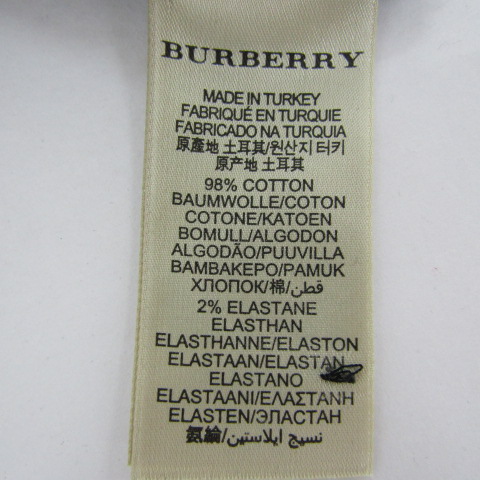 BURBERRY
MADE IN TURKEY
FABRIQUÉ EN TURQUIE
FABRICADO NA TURQUIA
原產地 土耳其/원산지 터키
原产地 土耳其
98% COTTON
BAUMWOLLE/COTON
COTONE/KATOEN
BOMULL/ALGODON
ALGODÃO/PUUVILLA
BAMBAKEPO/PAMUK
ХЛОПОК/棉/قطن
2% ELASTANE
ELASTHAN
ELASTHANNE/ELASTON
ELASTAAN/ELASTAN
ELASTANO
ELASTAANI/ΕΛΑΣΤΑΝΗ
ELASTEN/ЭЛАСТАН
氨綸/نسيج ايلاستين